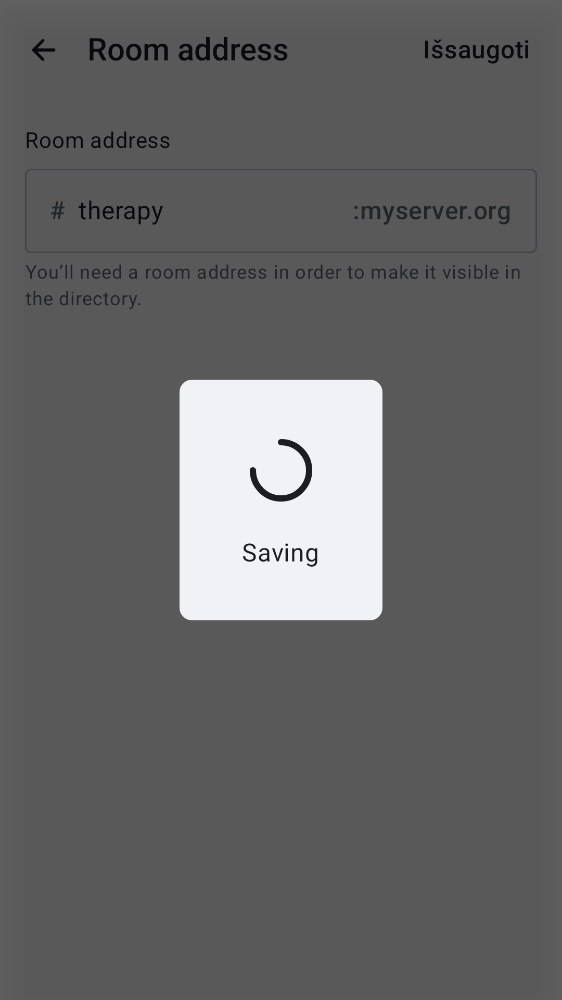 Room address
Išsaugoti
Room address
# therapy :myserver.org
You’ll need a room address in order to make it visible in
the directory.
Saving